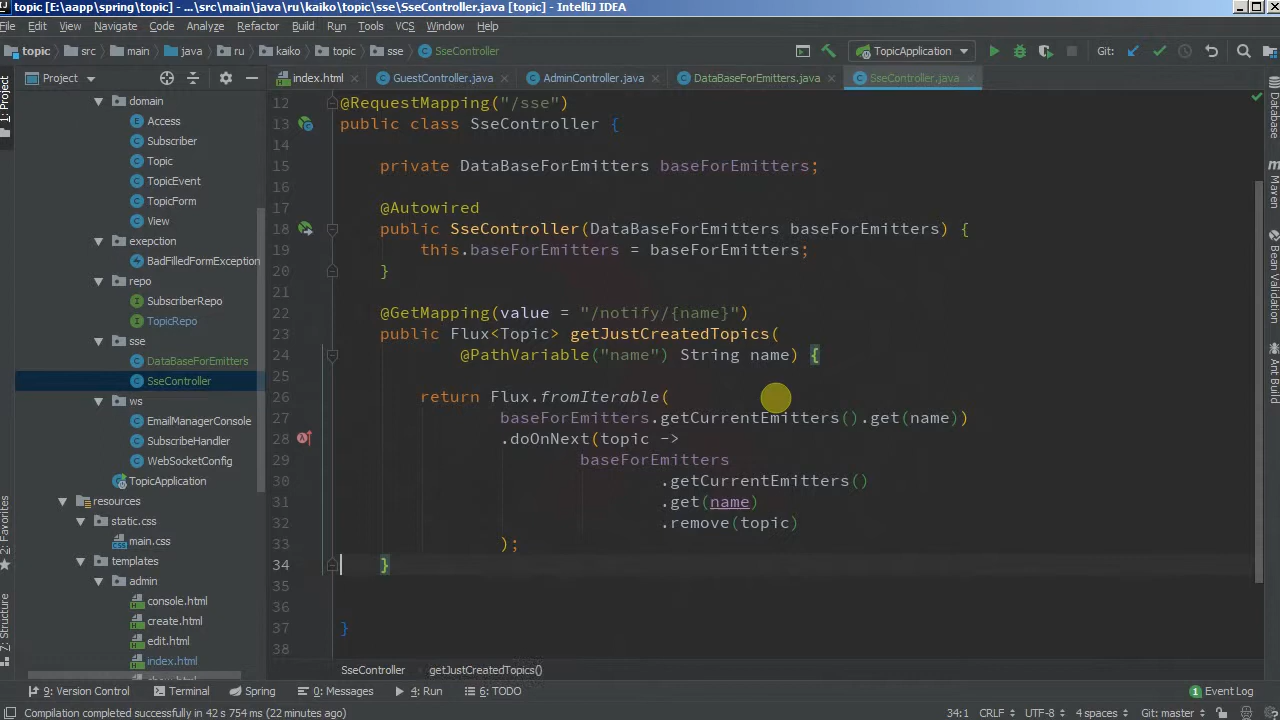 topic [E:\aapp\spring\topic] - ...\src\main\java\ru\kaiko\topic\sse\SseController.java [topic] - IntelliJ IDEA
File Edit View Navigate Code Analyze Refactor Build Run Tools VCS Window Help
topic src main java ru kaiko topic sse SseController TopicApplication Git:
Project index.html GuestController.java AdminController.java DataBaseForEmitters.java SseController.java
1: Project
7: Structure
2: Favorites
Database
Maven
Bean Validation
domain
Access
Subscriber
Topic
TopicEvent
TopicForm
View
exepction
BadFilledFormException
repo
SubscriberRepo
TopicRepo
sse
DataBaseForEmitters
SseController
ws
EmailManagerConsole
SubscribeHandler
WebSocketConfig
TopicApplication
resources
static.css
main.css
templates
admin
console.html
create.html
edit.html
index.html
12 @RequestMapping("/sse")
13 public class SseController {
14
15 private DataBaseForEmitters baseForEmitters;
16
17 @Autowired
18 public SseController(DataBaseForEmitters baseForEmitters) {
19 this.baseForEmitters = baseForEmitters;
20 }
21
22 @GetMapping(value = "/notify/{name}")
23 public Flux<Topic> getJustCreatedTopics(
24 @PathVariable("name") String name) {
25
26 return Flux.fromIterable(
27 baseForEmitters.getCurrentEmitters().get(name))
28 .doOnNext(topic ->
29 baseForEmitters
30 .getCurrentEmitters()
31 .get(name)
32 .remove(topic)
33 );
34 }
35
36
37 }
38
SseController getJustCreatedTopics()
9: Version Control Terminal Spring 0: Messages 4: Run 6: TODO 1 Event Log
Compilation completed successfully in 42 s 754 ms (22 minutes ago) 34:1 CRLF UTF-8 4 spaces Git: master